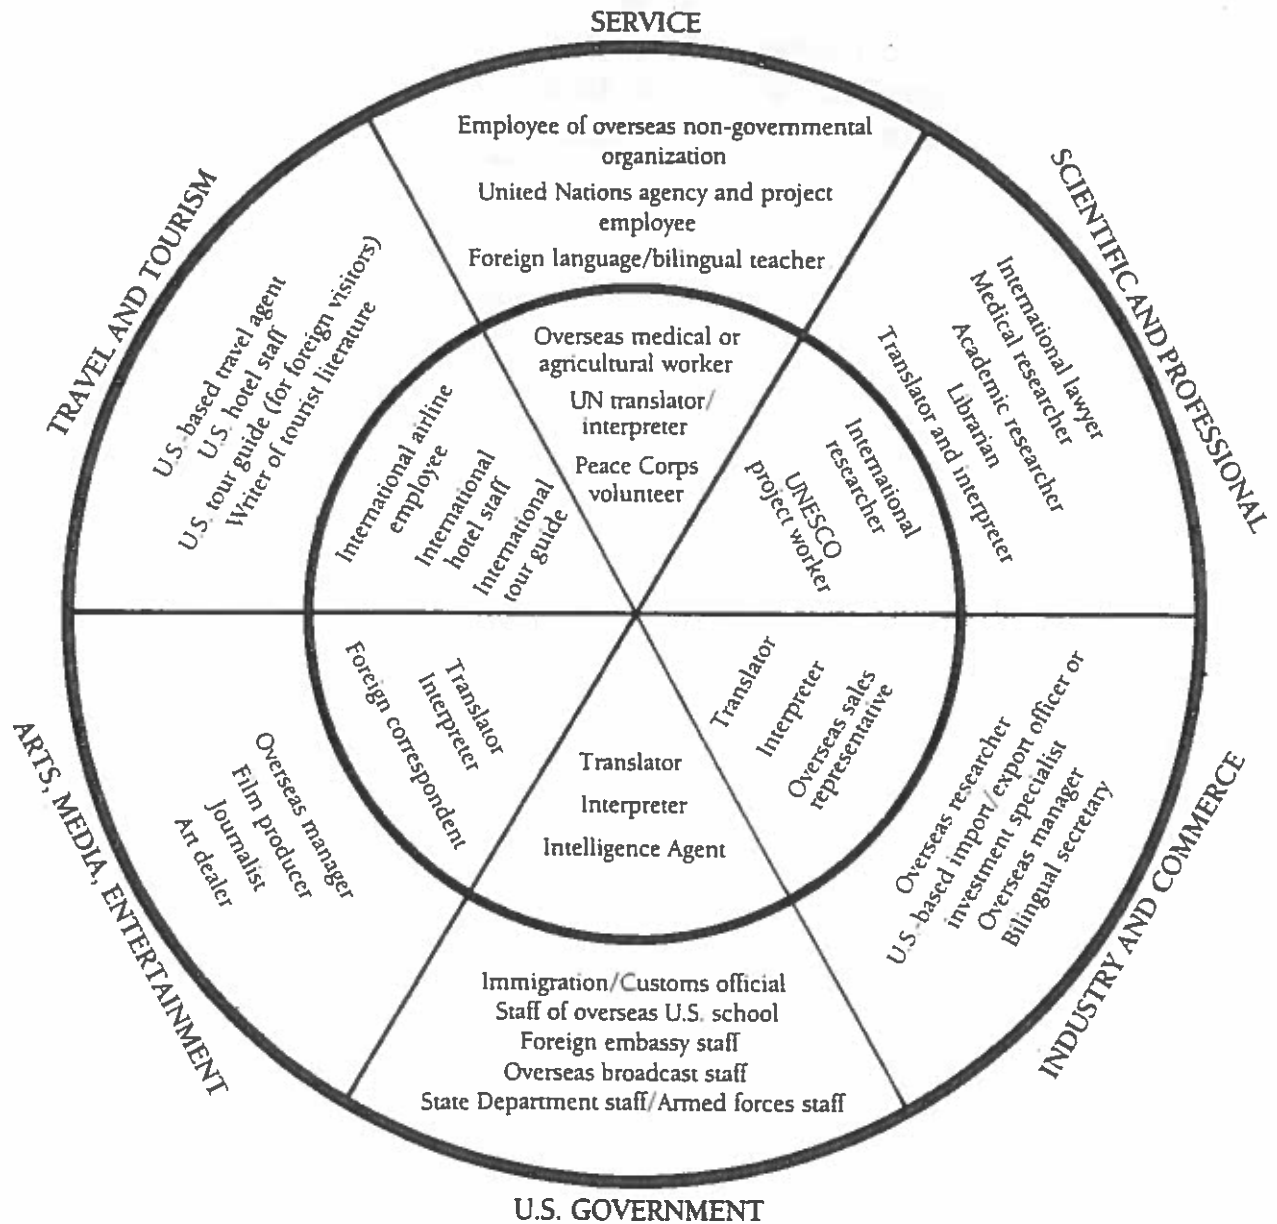 SERVICE
Employee of overseas non-governmental
organization
United Nations agency and project
employee
Foreign language/bilingual teacher
Overseas medical or
agricultural worker
UN translator/
interpreter
Peace Corps
volunteer
SCIENTIFIC AND PROFESSIONAL
International lawyer
Medical researcher
Academic researcher
Librarian
Translator and interpreter
International
researcher
UNESCO
project worker
INDUSTRY AND COMMERCE
Translator
Interpreter
Overseas sales
representative
Overseas researcher
U.S.-based import/export officer or
investment specialist
Overseas manager
Bilingual secretary
U.S. GOVERNMENT
Translator
Interpreter
Intelligence Agent
Immigration/Customs official
Staff of overseas U.S. school
Foreign embassy staff
Overseas broadcast staff
State Department staff/Armed forces staff
ARTS, MEDIA, ENTERTAINMENT
Translator
Interpreter
Foreign correspondent
Overseas manager
Film producer
Journalist
Art dealer
TRAVEL AND TOURISM
U.S.-based travel agent
U.S. hotel staff
U.S. tour guide (for foreign visitors)
Writer of tourist literature
International airline
employee
International
hotel staff
International
tour guide